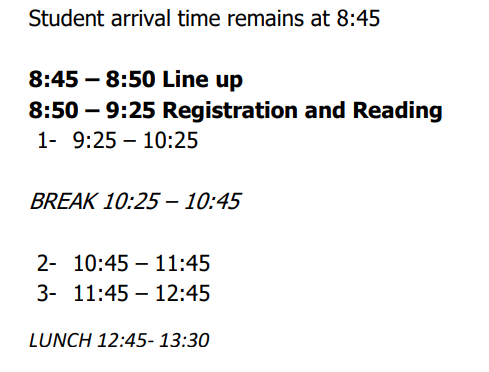 Student arrival time remains at 8:45
8:45 – 8:50 Line up
8:50 – 9:25 Registration and Reading
1- 9:25 – 10:25
BREAK 10:25 – 10:45
2- 10:45 – 11:45
3- 11:45 – 12:45
LUNCH 12:45- 13:30